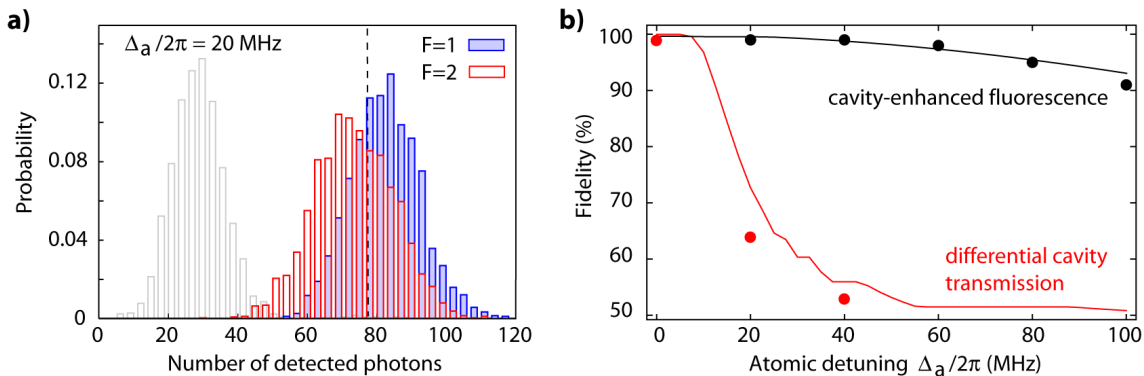 a)
Δa/2π = 20 MHz
F=1
F=2
0.12
0.08
0.04
0
Probability
0 20 40 60 80 100 120
Number of detected photons
b)
100
90
80
70
60
50
Fidelity (%)
cavity-enhanced fluorescence
differential cavity
transmission
0 20 40 60 80 100
Atomic detuning Δa/2π (MHz)